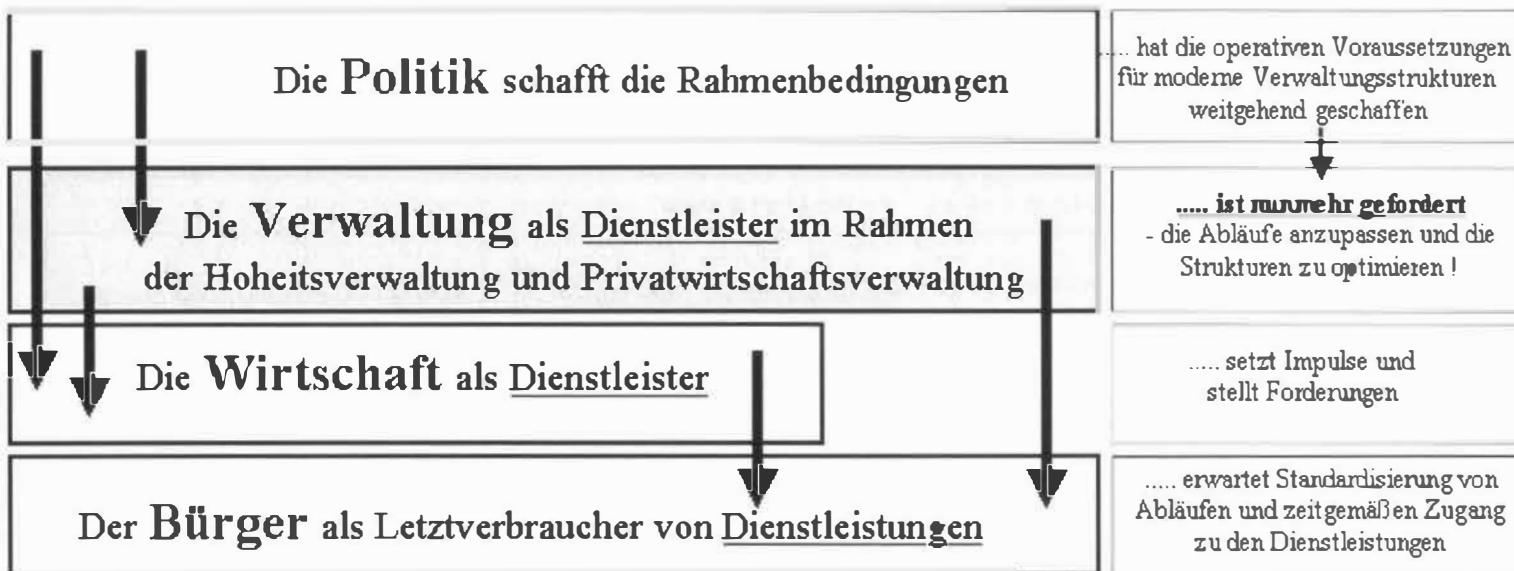 Die Politik schafft die Rahmenbedingungen
..... hat die operativen Voraussetzungen
für moderne Verwaltungsstrukturen
weitgehend geschaffen
Die Verwaltung als Dienstleister im Rahmen
der Hoheitsverwaltung und Privatwirtschaftsverwaltung
..... ist nunmehr gefordert
- die Abläufe anzupassen und die
Strukturen zu optimieren !
Die Wirtschaft als Dienstleister
..... setzt Impulse und
stellt Forderungen
Der Bürger als Letztverbraucher von Dienstleistungen
..... erwartet Standardisierung von
Abläufen und zeitgemäßen Zugang
zu den Dienstleistungen